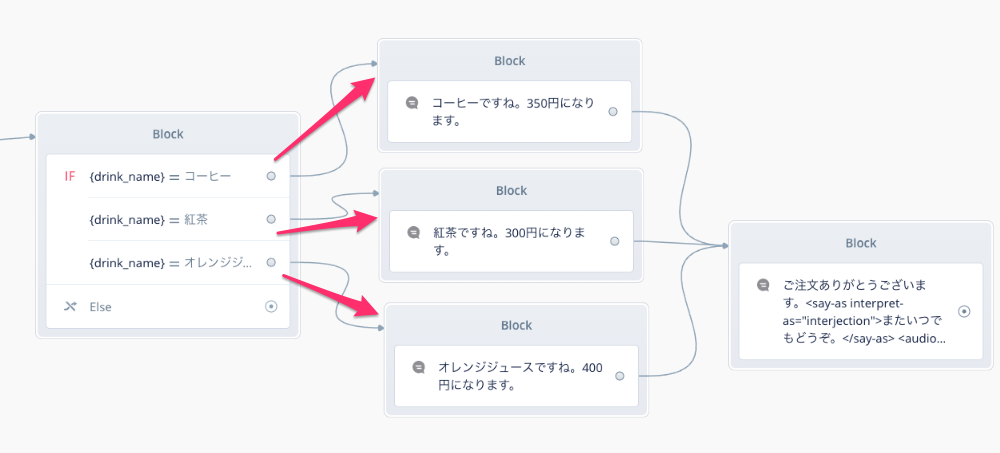 Block
IF {drink_name} = コーヒー
{drink_name} = 紅茶
{drink_name} = オレンジジ...
Else
Block
コーヒーですね。350円になり
ます。
Block
紅茶ですね。300円になりま
す。
Block
オレンジジュースですね。400
円になります。
Block
ご注文ありがとうございま
す。<say-as interpret-
as="interjection">またいつで
もどうぞ。</say-as> <audio...